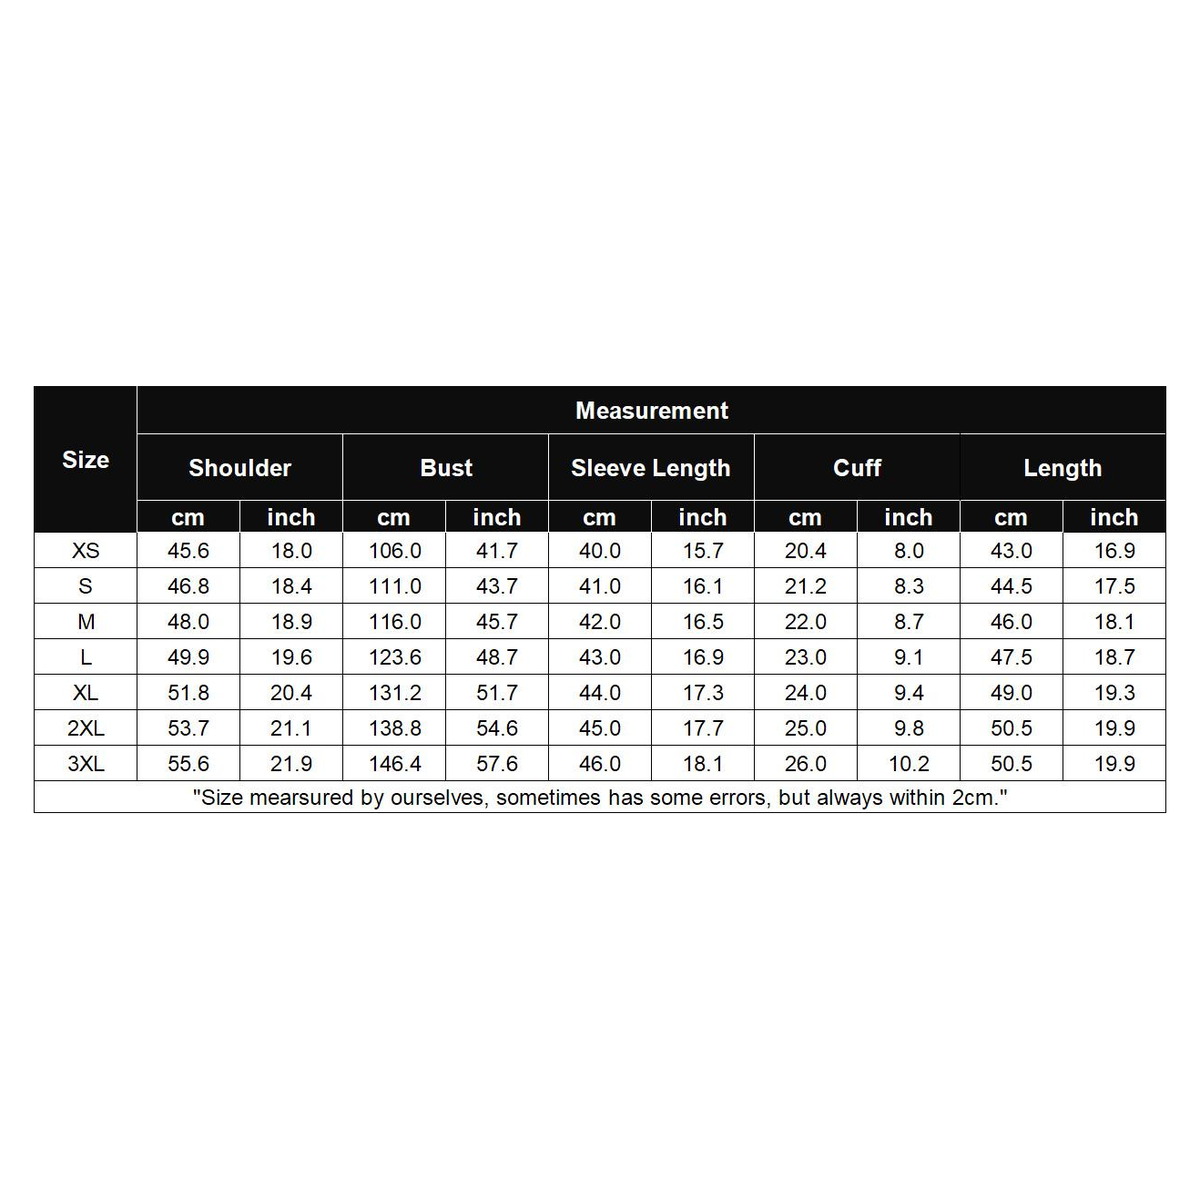 Measurement
Size
Shoulder Bust Sleeve Length Cuff Length
cm inch cm inch cm inch cm inch cm inch
XS 45.6 18.0 106.0 41.7 40.0 15.7 20.4 8.0 43.0 16.9
S 46.8 18.4 111.0 43.7 41.0 16.1 21.2 8.3 44.5 17.5
M 48.0 18.9 116.0 45.7 42.0 16.5 22.0 8.7 46.0 18.1
L 49.9 19.6 123.6 48.7 43.0 16.9 23.0 9.1 47.5 18.7
XL 51.8 20.4 131.2 51.7 44.0 17.3 24.0 9.4 49.0 19.3
2XL 53.7 21.1 138.8 54.6 45.0 17.7 25.0 9.8 50.5 19.9
3XL 55.6 21.9 146.4 57.6 46.0 18.1 26.0 10.2 50.5 19.9
"Size mearsured by ourselves, sometimes has some errors, but always within 2cm."